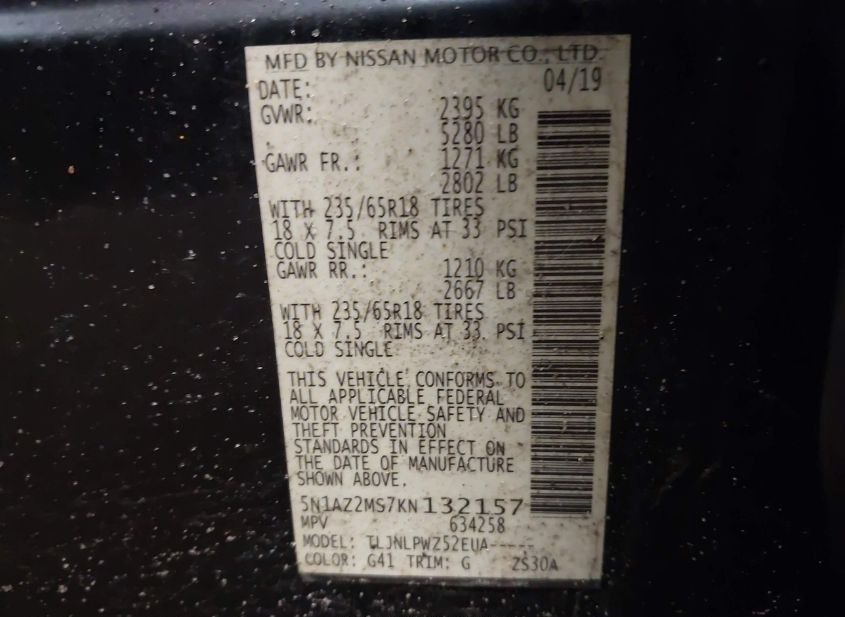 MFD BY NISSAN MOTOR CO., LTD.
DATE: 04/19
GVWR: 2395 KG
5280 LB
GAWR FR.: 1271 KG
2802 LB
WITH 235/65R18 TIRES
18 X 7.5 RIMS AT 33 PSI
COLD SINGLE
GAWR RR.: 1210 KG
2667 LB
WITH 235/65R18 TIRES
18 X 7.5 RIMS AT 33 PSI
COLD SINGLE
THIS VEHICLE CONFORMS TO
ALL APPLICABLE FEDERAL
MOTOR VEHICLE SAFETY AND
THEFT PREVENTION
STANDARDS IN EFFECT ON
THE DATE OF MANUFACTURE
SHOWN ABOVE.
5N1AZ2MS7KN132157
MPV 634258
MODEL: TLJNLPWZ52EUA-----
COLOR: G41 TRIM: G ZS30A